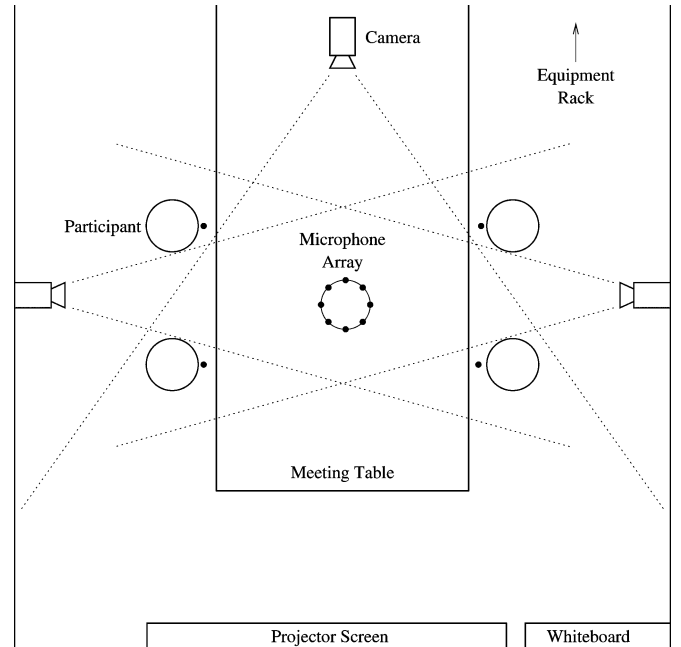 Camera
Equipment
Rack
Participant
Microphone
Array
Meeting Table
Projector Screen
Whiteboard